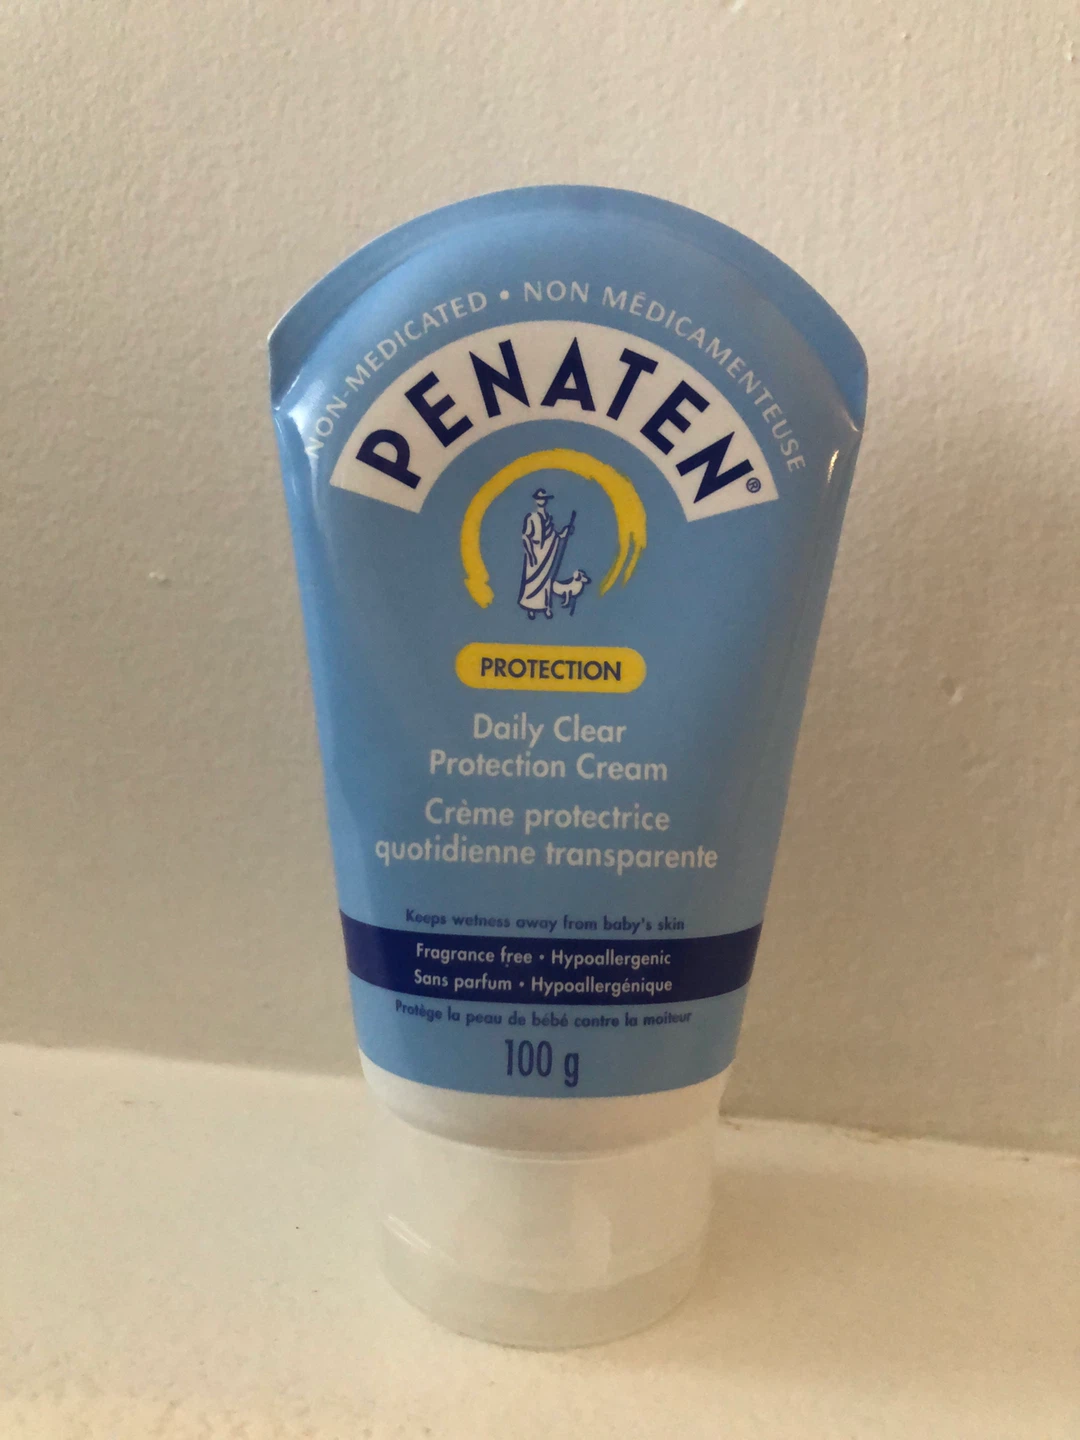 NON-MEDICATED • NON MÉDICAMENTEUSE
PENATEN®
PROTECTION
Daily Clear
Protection Cream
Crème protectrice
quotidienne transparente
Keeps wetness away from baby's skin
Fragrance free • Hypoallergenic
Sans parfum • Hypoallergénique
Protège la peau de bébé contre la moiteur
100 g